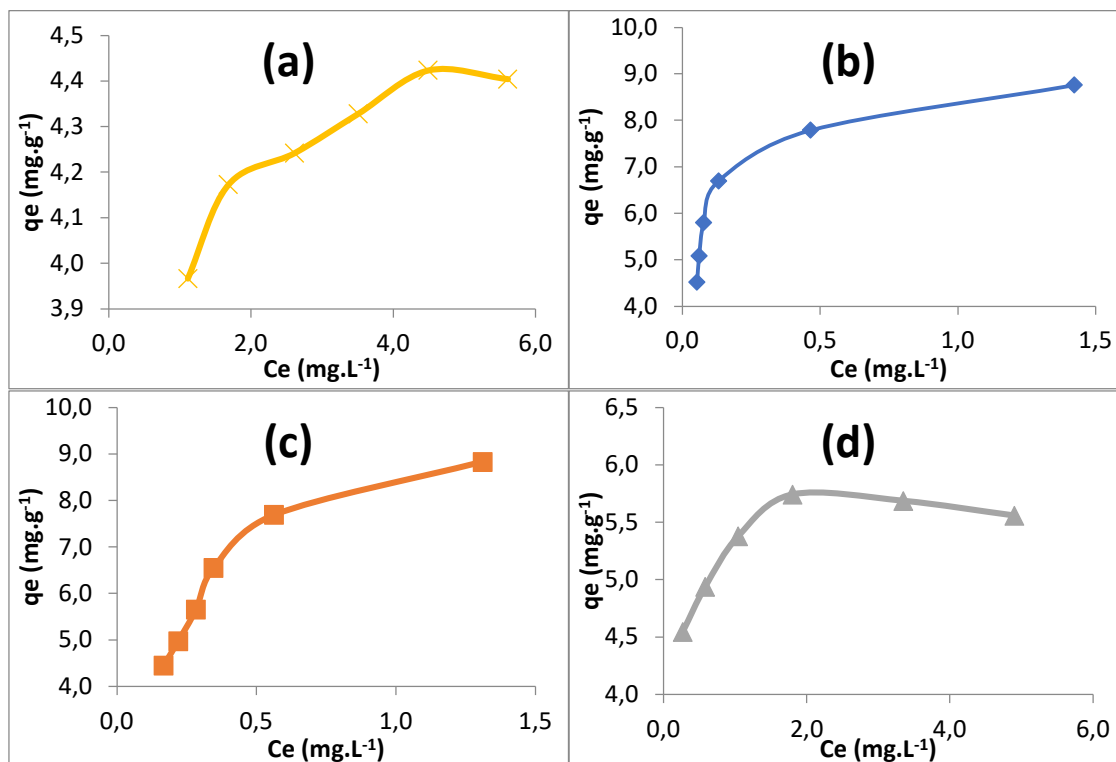 (a)
4,5
4,4
4,3
4,2
4,1
4,0
3,9
qe (mg.g⁻¹)
0,0 2,0 4,0 6,0
Ce (mg.L⁻¹)
(b)
10,0
9,0
8,0
7,0
6,0
5,0
4,0
qe (mg.g⁻¹)
0,0 0,5 1,0 1,5
Ce (mg.L⁻¹)
(c)
10,0
9,0
8,0
7,0
6,0
5,0
4,0
qe (mg.g⁻¹)
0,0 0,5 1,0 1,5
Ce (mg.L⁻¹)
(d)
6,5
6,0
5,5
5,0
4,5
4,0
qe (mg.g⁻¹)
0,0 2,0 4,0 6,0
Ce (mg.L⁻¹)